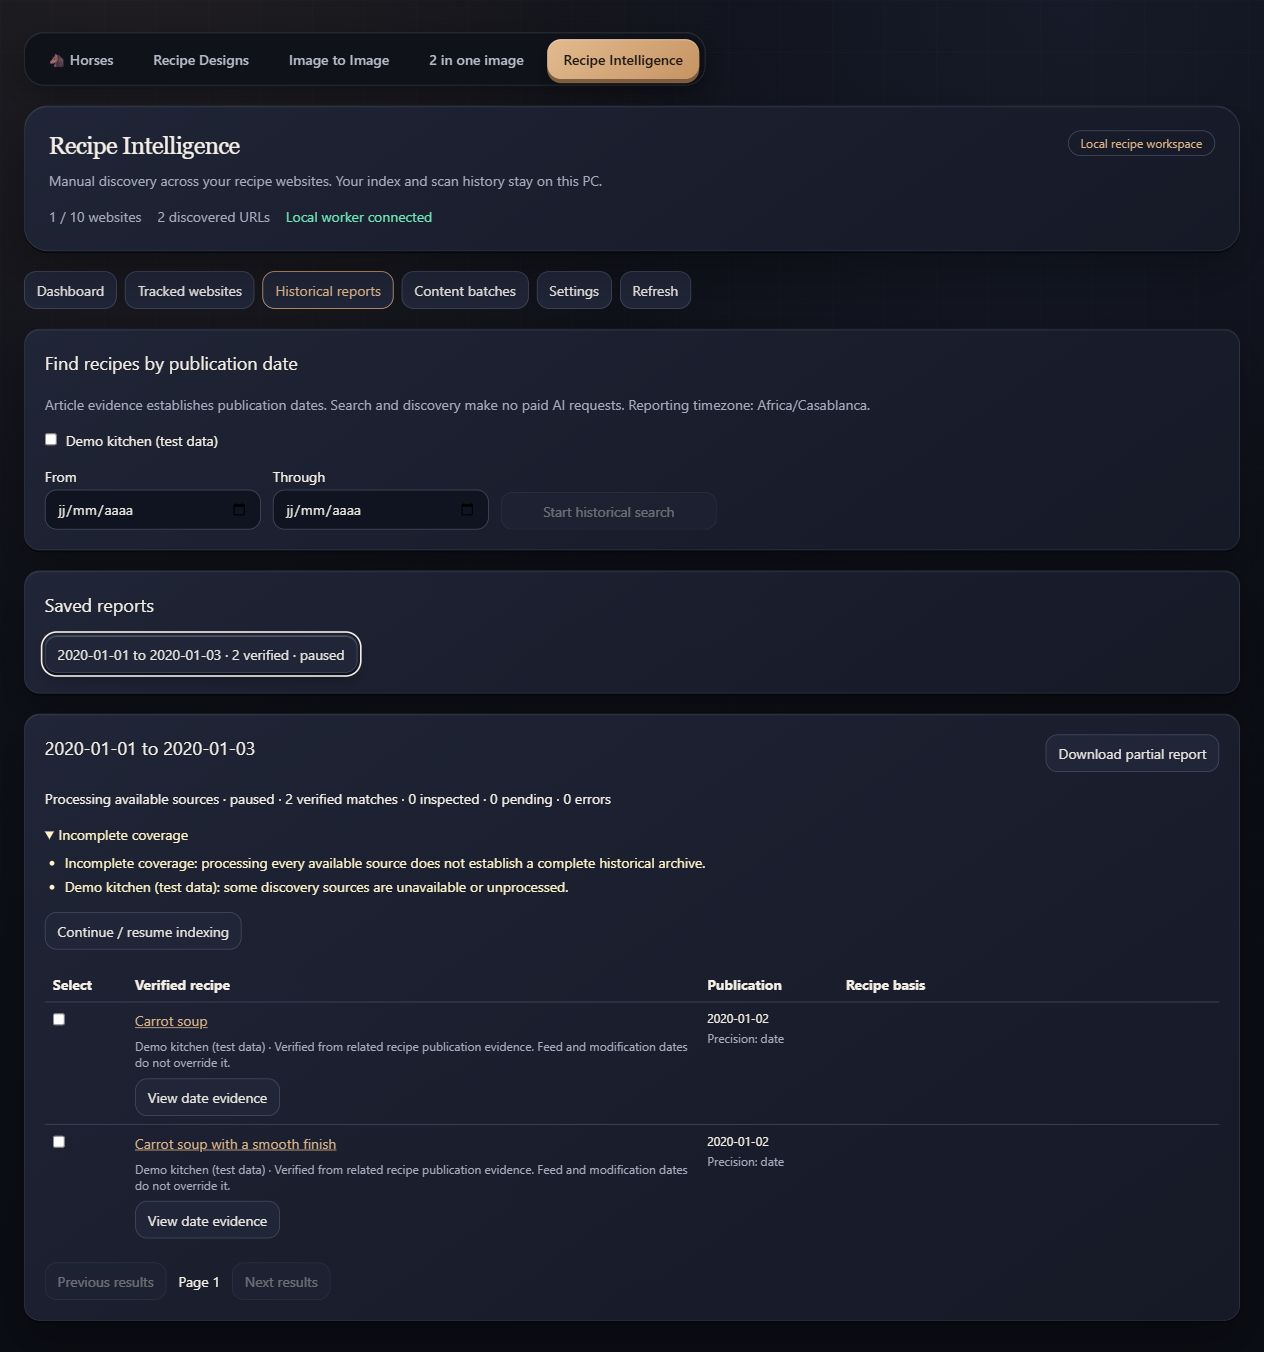 🐴 Horses
Recipe Designs
Image to Image
2 in one image
Recipe Intelligence
Recipe Intelligence
Local recipe workspace
Manual discovery across your recipe websites. Your index and scan history stay on this PC.
1 / 10 websites 2 discovered URLs Local worker connected
Dashboard
Tracked websites
Historical reports
Content batches
Settings
Refresh
Find recipes by publication date
Article evidence establishes publication dates. Search and discovery make no paid AI requests. Reporting timezone: Africa/Casablanca.
Demo kitchen (test data)
From
Through
jj/mm/aaaa
jj/mm/aaaa
Start historical search
Saved reports
2020-01-01 to 2020-01-03 · 2 verified · paused
2020-01-01 to 2020-01-03
Download partial report
Processing available sources · paused · 2 verified matches · 0 inspected · 0 pending · 0 errors
▼ Incomplete coverage
• Incomplete coverage: processing every available source does not establish a complete historical archive.
• Demo kitchen (test data): some discovery sources are unavailable or unprocessed.
Continue / resume indexing
Select Verified recipe Publication Recipe basis
Carrot soup
2020-01-02
Precision: date
Demo kitchen (test data) · Verified from related recipe publication evidence. Feed and modification dates
do not override it.
View date evidence
Carrot soup with a smooth finish
2020-01-02
Precision: date
Demo kitchen (test data) · Verified from related recipe publication evidence. Feed and modification dates
do not override it.
View date evidence
Previous results
Page 1
Next results